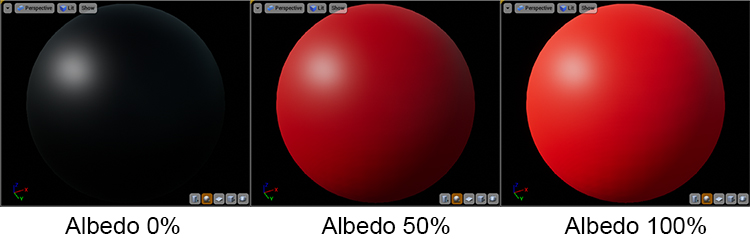 Perspective Lit Show
Perspective Lit Show
Perspective Lit Show
X
Y
X
Y
X
Y
Albedo 0%
Albedo 50%
Albedo 100%